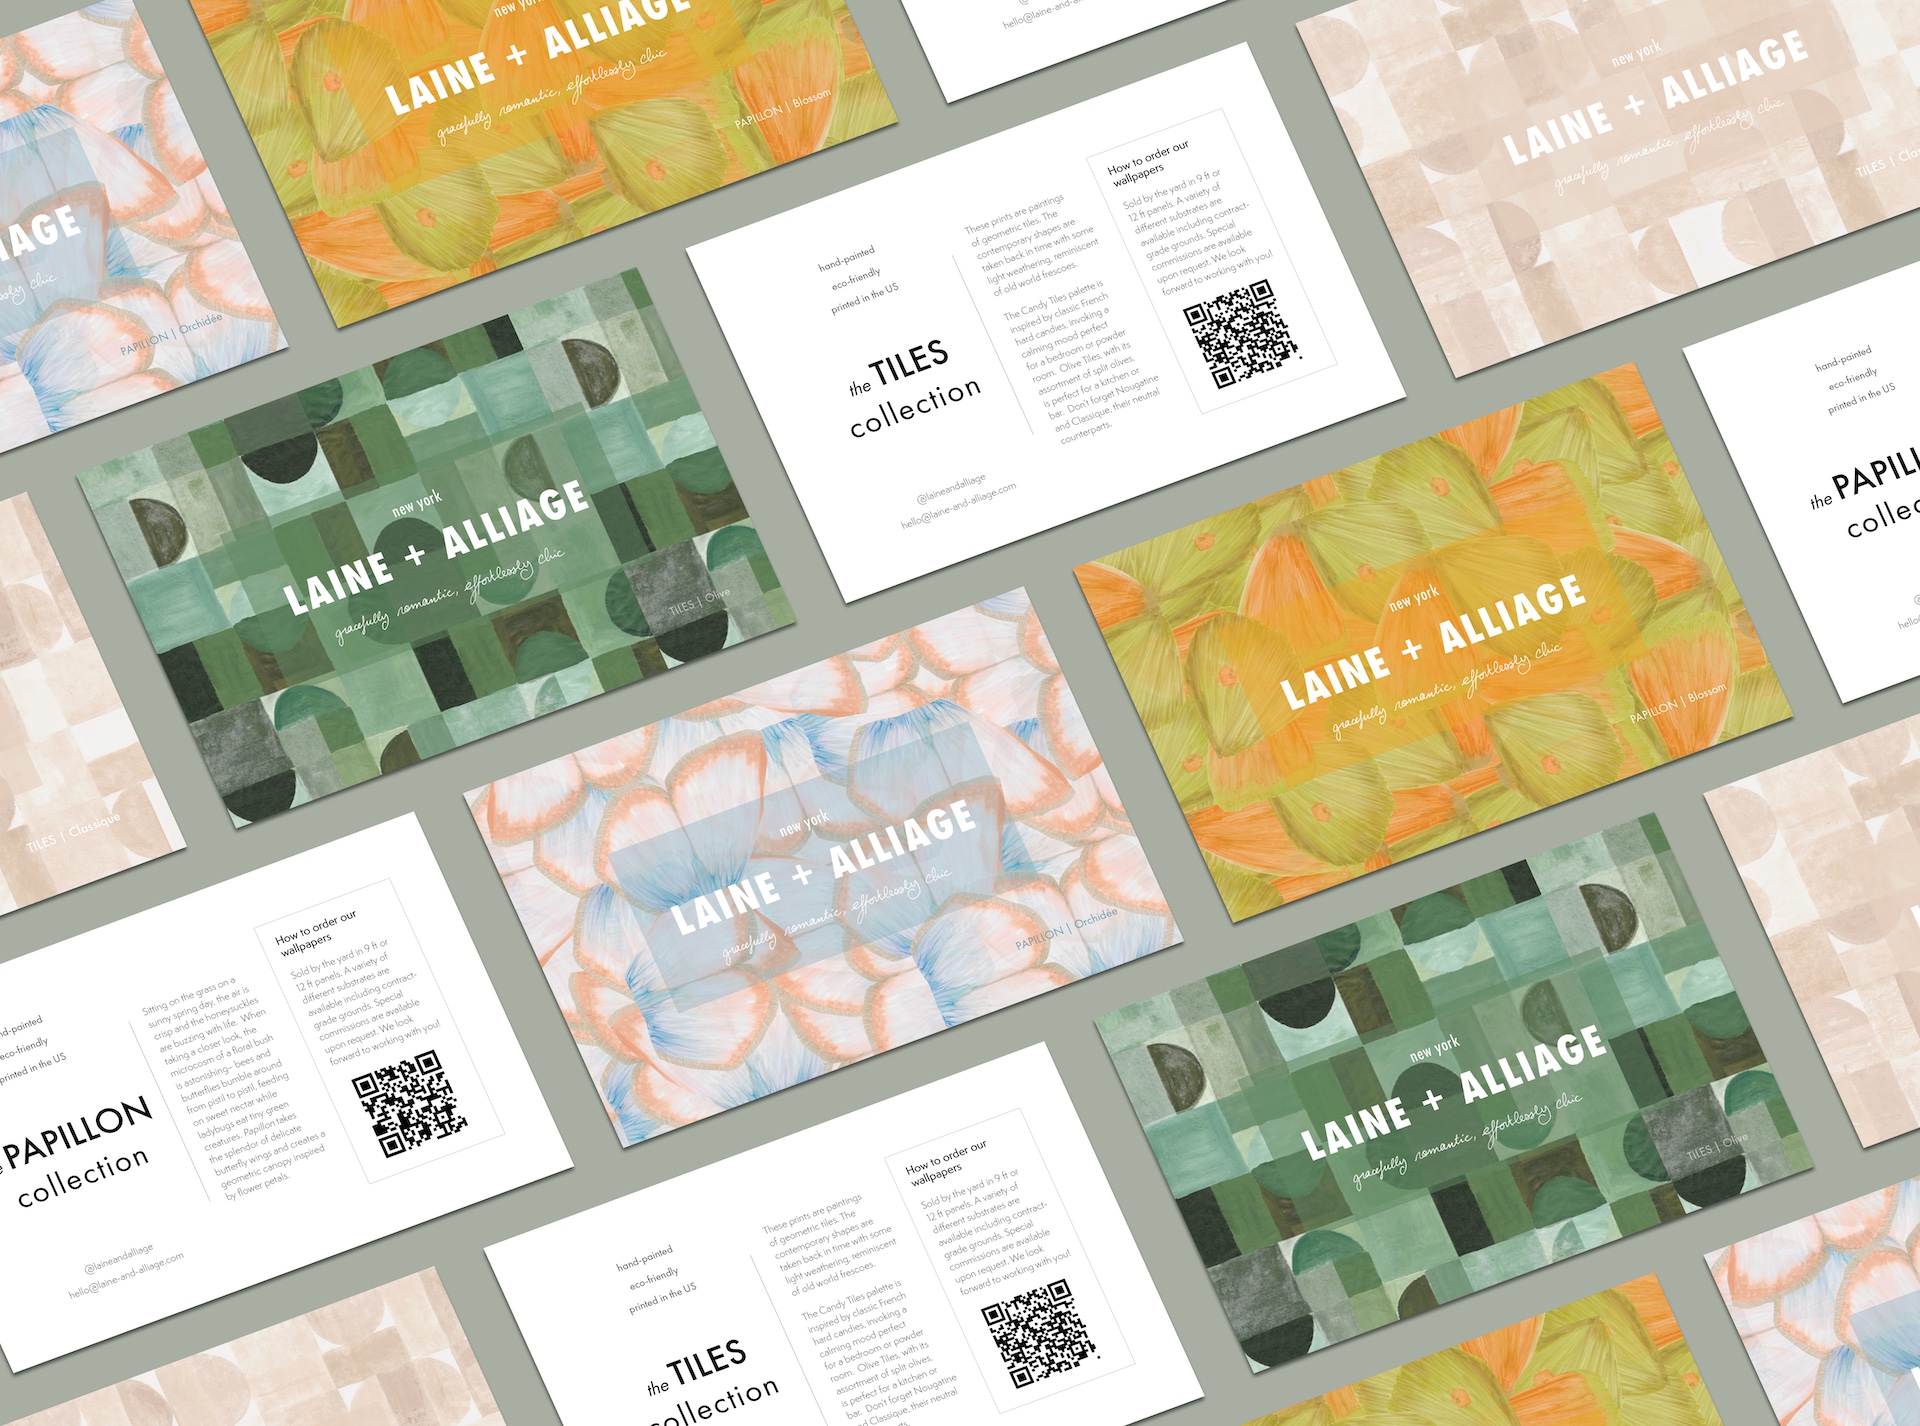 new york
LAINE + ALLIAGE
gracefully romantic, effortlessly chic
PAPILLON | Blossom
hello@laine-and-alliage.com
new york
LAINE + ALLIAGE
gracefully romantic, effortlessly chic
TILES |
IAGE
chic
PAPILLON | Orchidée
new york
LAINE + ALLIAGE
gracefully romantic, effortlessly chic
TILES | Olive
hand-painted
eco-friendly
printed in the US
the TILES
collection
@laineandalliage
hello@laine-and-alliage.com
These prints are paintings
of geometric tiles. The
contemporary shapes are
taken back in time with some
light weathering, reminiscent
of old world frescoes.
The Candy Tiles palette is
inspired by classic French
hard candies, invoking a
calming mood perfect
for a bedroom or powder
room. Olive Tiles, with its
assortment of split olives,
is perfect for a kitchen or
bar. Don't forget Nougatine
and Classique, their neutral
counterparts.
How to order our
wallpapers
Sold by the yard in 9 ft or
12 ft panels. A variety of
different substrates are
available including contract-
grade grounds. Special
commissions are available
upon request. We look
forward to working with you!
hand-painted
eco-friendly
printed in the US
the PAPILL
collec
new york
LAINE + ALLIAGE
gracefully romantic, effortlessly chic
PAPILLON | Blossom
TILES | Classique
new york
LAINE + ALLIAGE
gracefully romantic, effortlessly chic
PAPILLON | Orchidée
eco-friendly
printed in the US
PAPILLON
collection
@laineandalliage
hello@laine-and-alliage.com
Sitting on the grass on a
sunny spring day, the air is
crisp and the honeysuckles
are buzzing with life. When
taking a closer look, the
microcosm of a floral bush
is astonishing- bees and
butterflies bumble around
from pistil to pistil, feeding
on sweet nectar while
ladybugs eat tiny green
creatures. Papillon takes
the splendor of delicate
butterfly wings and creates a
geometric canopy inspired
by flower petals.
How to order our
wallpapers
Sold by the yard in 9 ft or
12 ft panels. A variety of
different substrates are
available including contract-
grade grounds. Special
commissions are available
upon request. We look
forward to working with you!
new york
LAINE + ALLIAGE
gracefully romantic, effortlessly chic
TILES | Olive
hand-painted
eco-friendly
printed in the US
the TILES
collection
These prints are paintings
of geometric tiles. The
contemporary shapes are
taken back in time with some
light weathering, reminiscent
of old world frescoes.
The Candy Tiles palette is
inspired by classic French
hard candies, invoking a
calming mood perfect
for a bedroom or powder
room. Olive Tiles, with its
assortment of split olives,
is perfect for a kitchen or
bar. Don't forget Nougatine
and Classique, their neutral
How to order our
wallpapers
Sold by the yard in 9 ft or
12 ft panels. A variety of
different substrates are
available including contract-
grade grounds. Special
commissions are available
upon request. We look
forward to working with you!